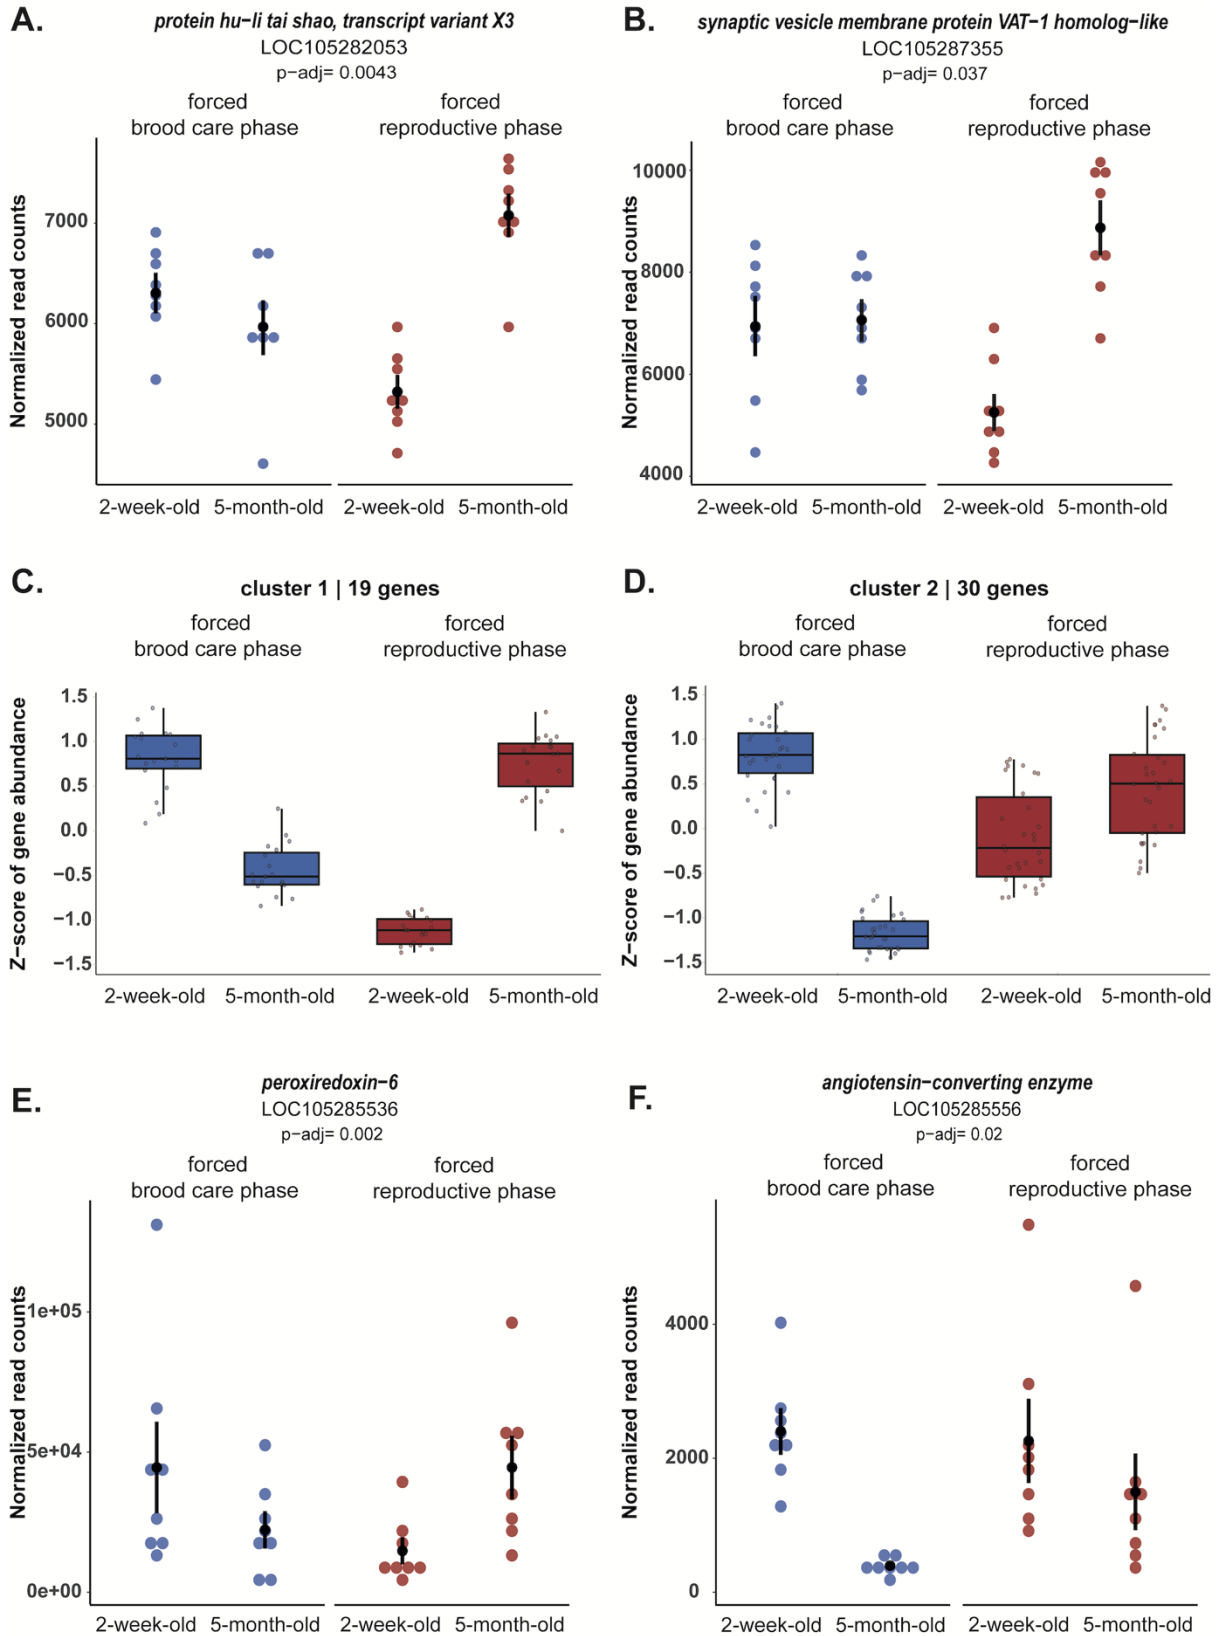 A.
protein hu−li tai shao, transcript variant X3
LOC105282053
p−adj= 0.0043
forced
brood care phase
forced
reproductive phase
Normalized read counts
7000
6000
5000
2-week-old 5-month-old 2-week-old 5-month-old
B.
synaptic vesicle membrane protein VAT−1 homolog−like
LOC105287355
p−adj= 0.037
forced
brood care phase
forced
reproductive phase
Normalized read counts
10000
8000
6000
4000
2-week-old 5-month-old 2-week-old 5-month-old
C.
cluster 1 | 19 genes
forced
brood care phase
forced
reproductive phase
Z−score of gene abundance
1.5
1.0
0.5
0.0
−0.5
−1.0
−1.5
2-week-old 5-month-old 2-week-old 5-month-old
D.
cluster 2 | 30 genes
forced
brood care phase
forced
reproductive phase
Z−score of gene abundance
1.5
1.0
0.5
0.0
−0.5
−1.0
−1.5
2-week-old 5-month-old 2-week-old 5-month-old
E.
peroxiredoxin−6
LOC105285536
p−adj= 0.002
forced
brood care phase
forced
reproductive phase
Normalized read counts
1e+05
5e+04
0e+00
2-week-old 5-month-old 2-week-old 5-month-old
F.
angiotensin−converting enzyme
LOC105285556
p−adj= 0.02
forced
brood care phase
forced
reproductive phase
Normalized read counts
4000
2000
0
2-week-old 5-month-old 2-week-old 5-month-old